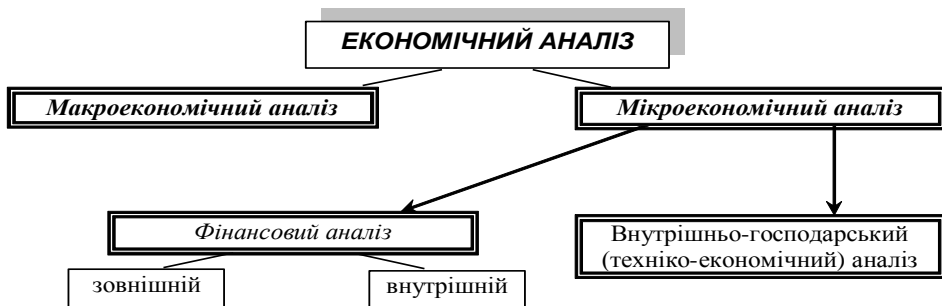 ЕКОНОМІЧНИЙ АНАЛІЗ
Макроекономічний аналіз
Мікроекономічний аналіз
Фінансовий аналіз
Внутрішньо-господарський
(техніко-економічний) аналіз
зовнішній
внутрішній